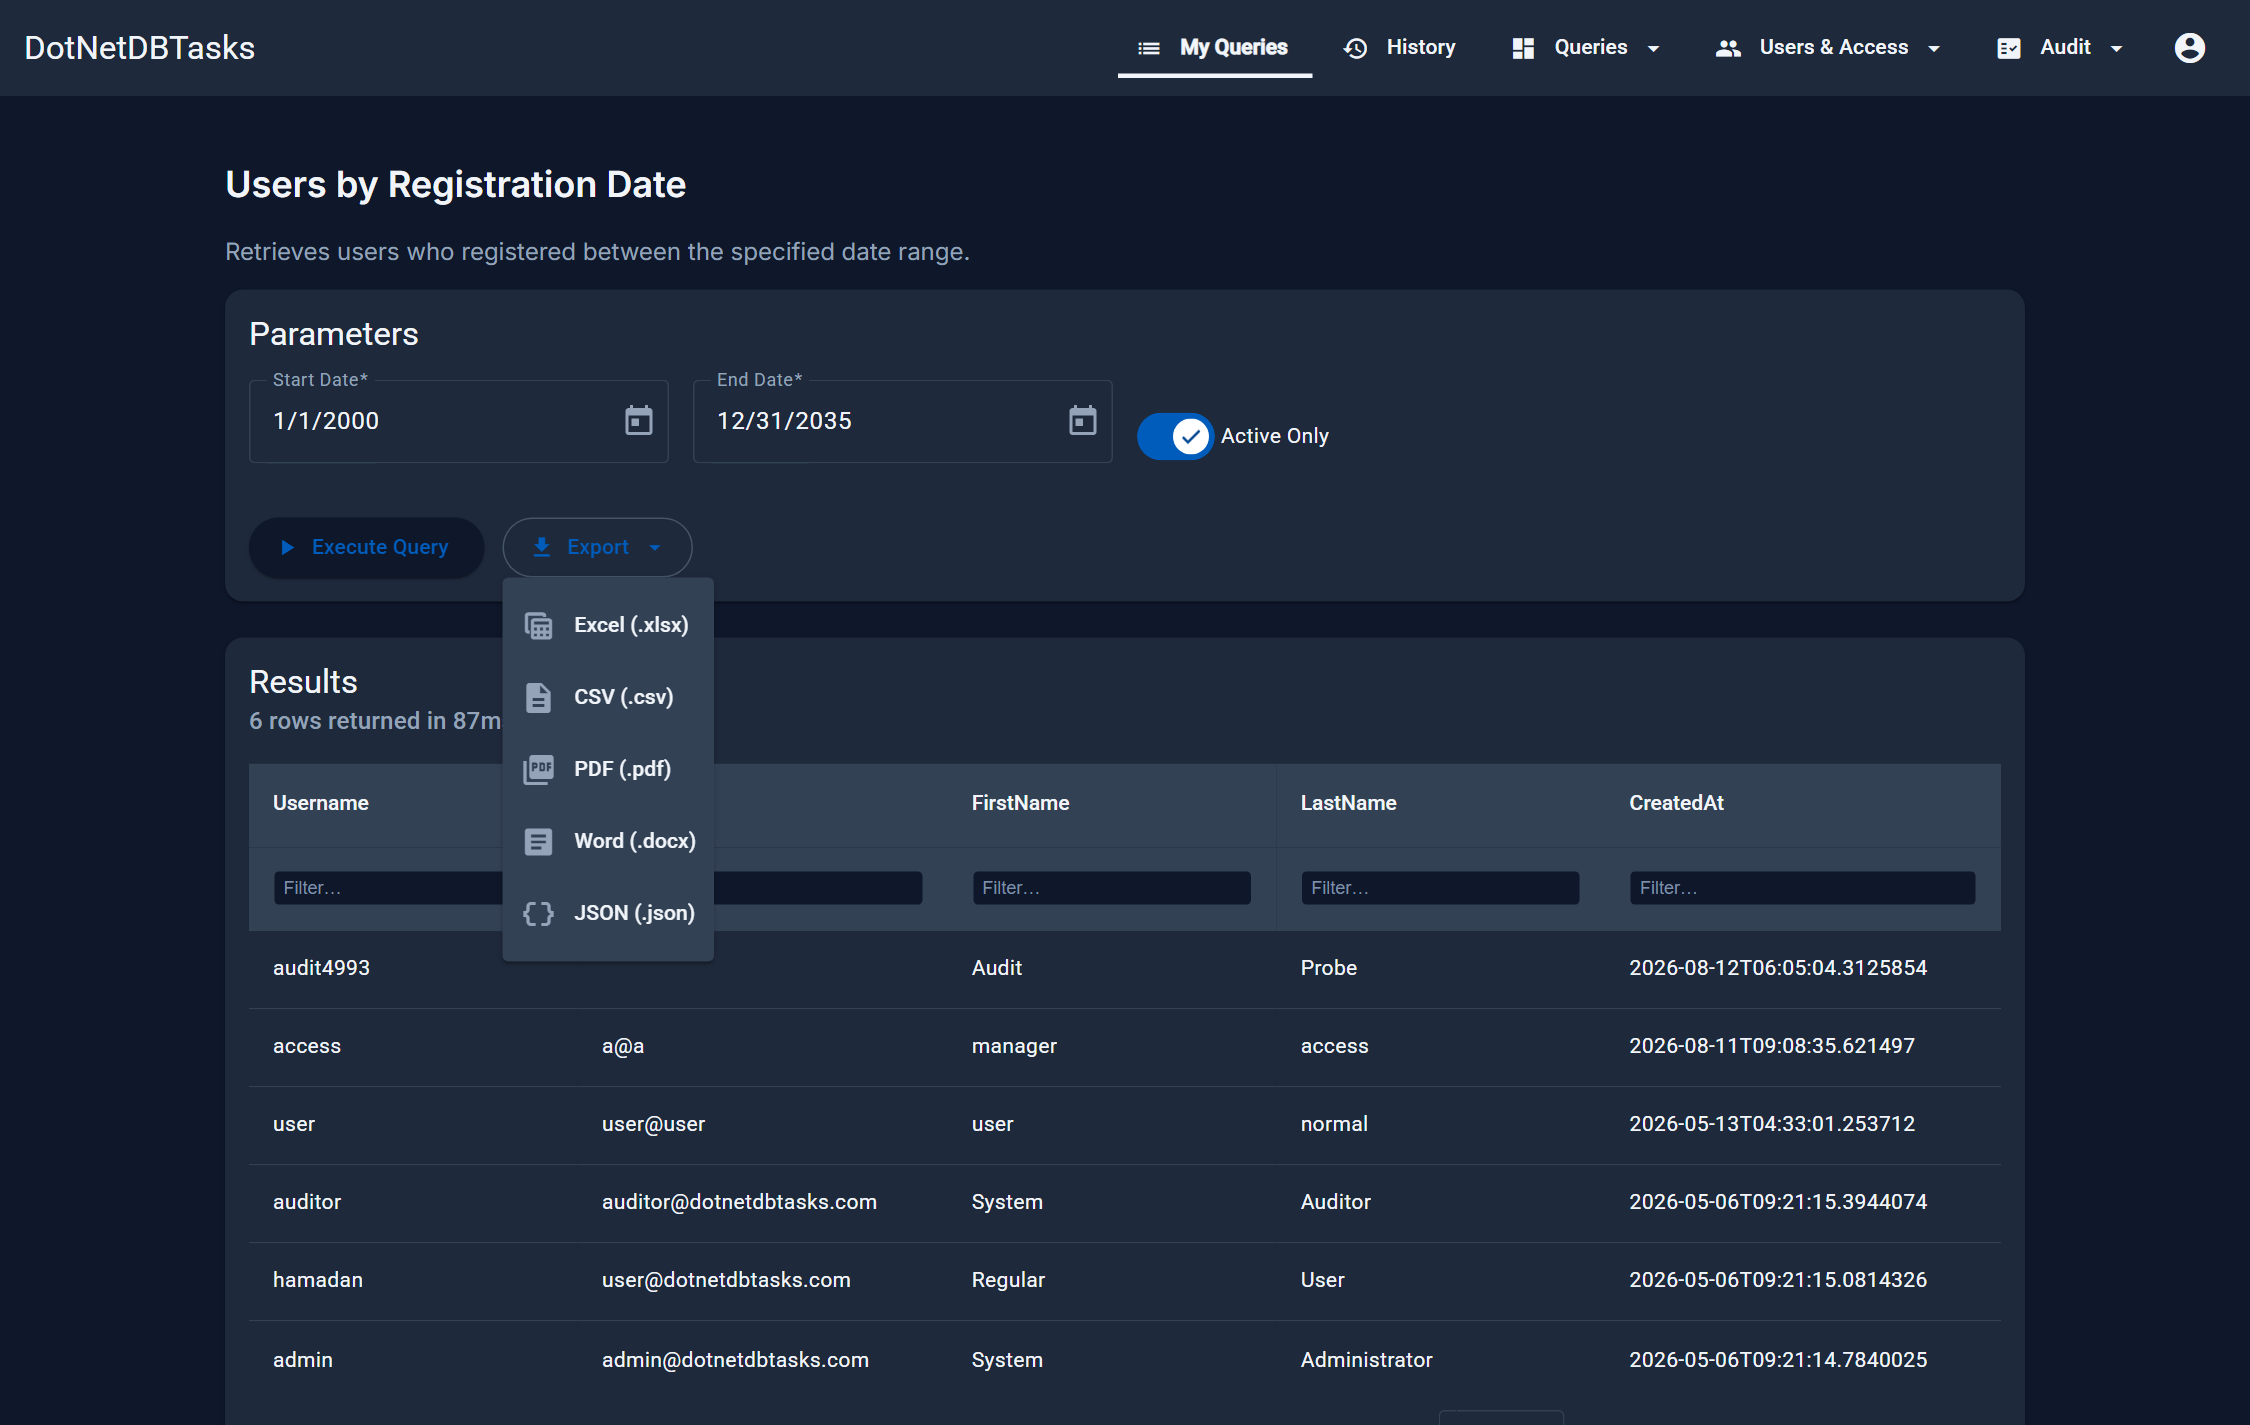 DotNetDBTasks
My Queries
History
Queries
Users & Access
Audit
Users by Registration Date
Retrieves users who registered between the specified date range.
Parameters
Start Date*
1/1/2000
End Date*
12/31/2035
Active Only
Execute Query
Export
Excel (.xlsx)
CSV (.csv)
PDF
PDF (.pdf)
Word (.docx)
JSON (.json)
Results
6 rows returned in 87m
Username FirstName LastName CreatedAt
Filter... Filter... Filter... Filter...
audit4993 Audit Probe 2026-08-12T06:05:04.3125854
access a@a manager access 2026-08-11T09:08:35.621497
user user@user user normal 2026-05-13T04:33:01.253712
auditor auditor@dotnetdbtasks.com System Auditor 2026-05-06T09:21:15.3944074
hamadan user@dotnetdbtasks.com Regular User 2026-05-06T09:21:15.0814326
admin admin@dotnetdbtasks.com System Administrator 2026-05-06T09:21:14.7840025